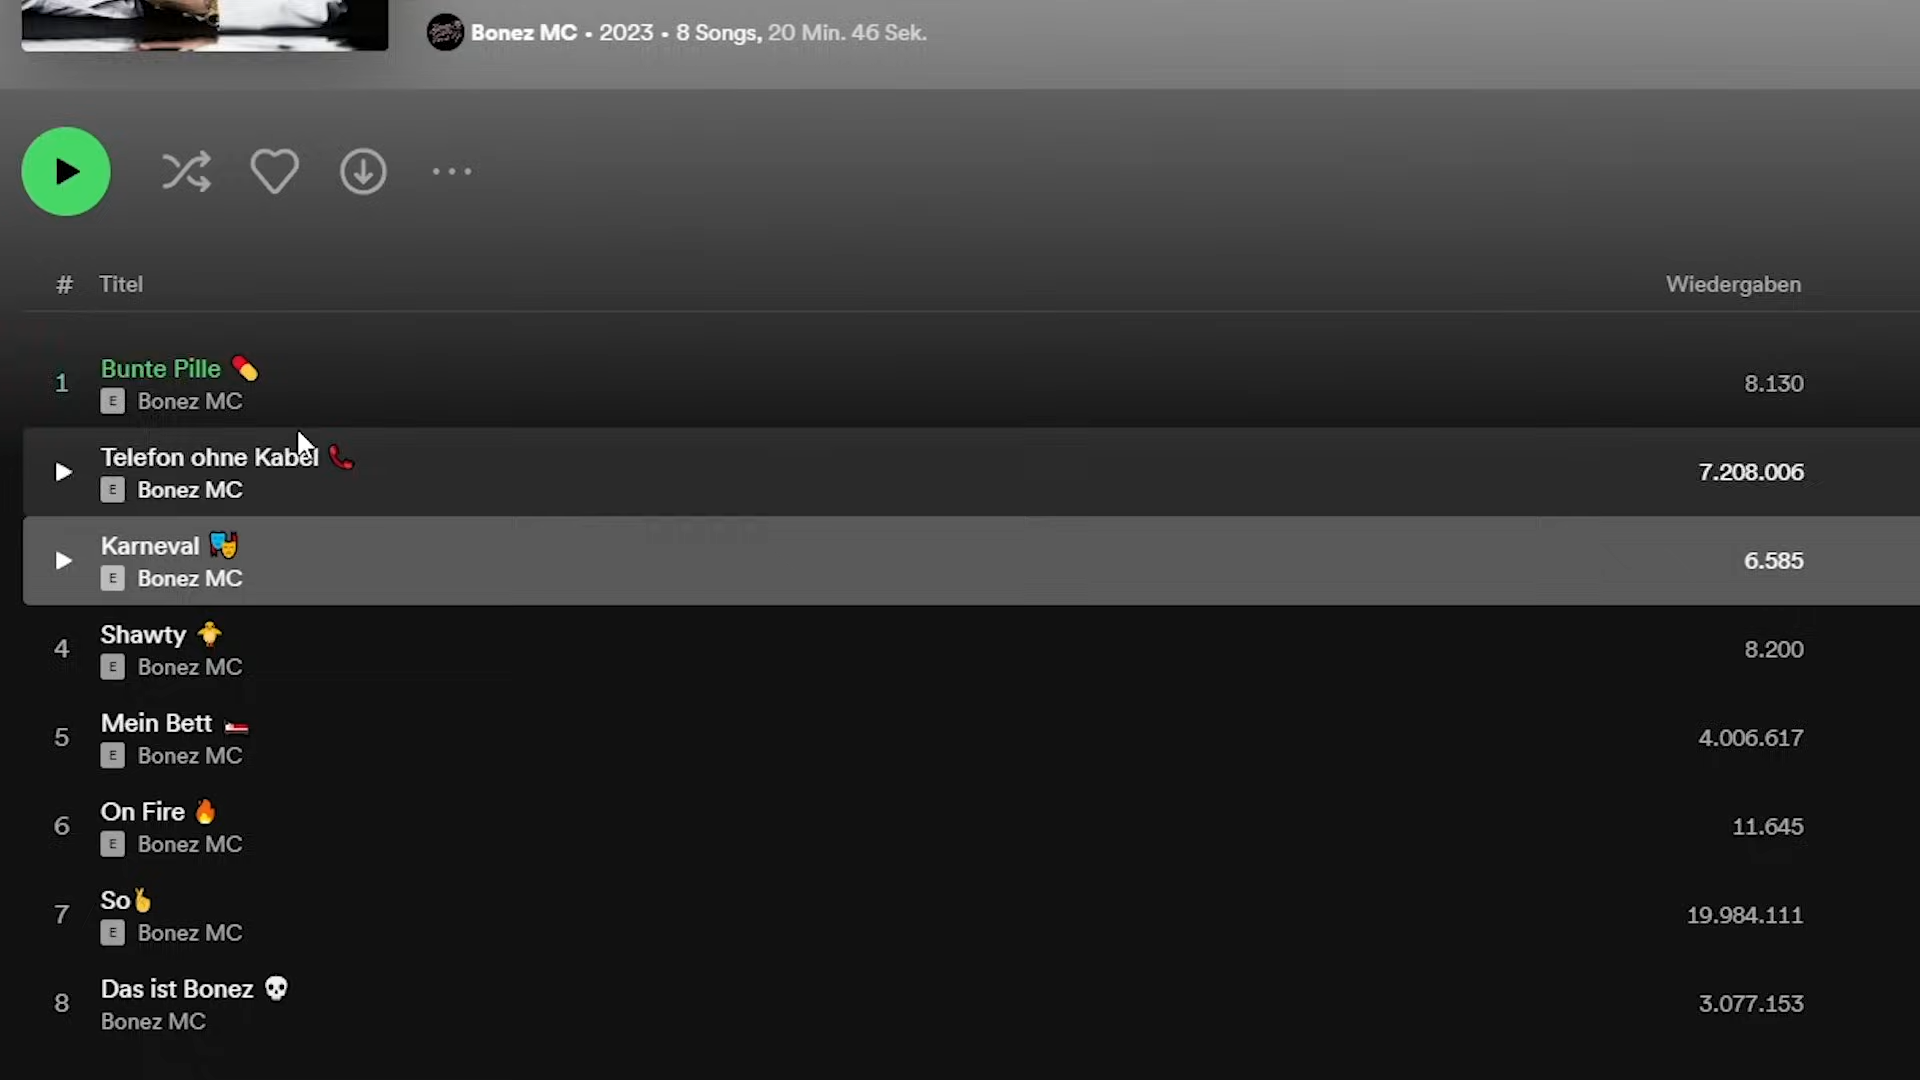 Bonez MC • 2023 • 8 Songs, 20 Min. 46 Sek.
# Titel Wiedergaben
1 Bunte Pille 💊 8.130
E Bonez MC
Telefon ohne Kabel 📞 7.208.006
E Bonez MC
Karneval 🎭 6.585
E Bonez MC
4 Shawty 🐥 8.200
E Bonez MC
5 Mein Bett 🛏️ 4.006.617
E Bonez MC
6 On Fire 🔥 11.645
E Bonez MC
7 So🫰 19.984.111
E Bonez MC
8 Das ist Bonez 💀 3.077.153
Bonez MC